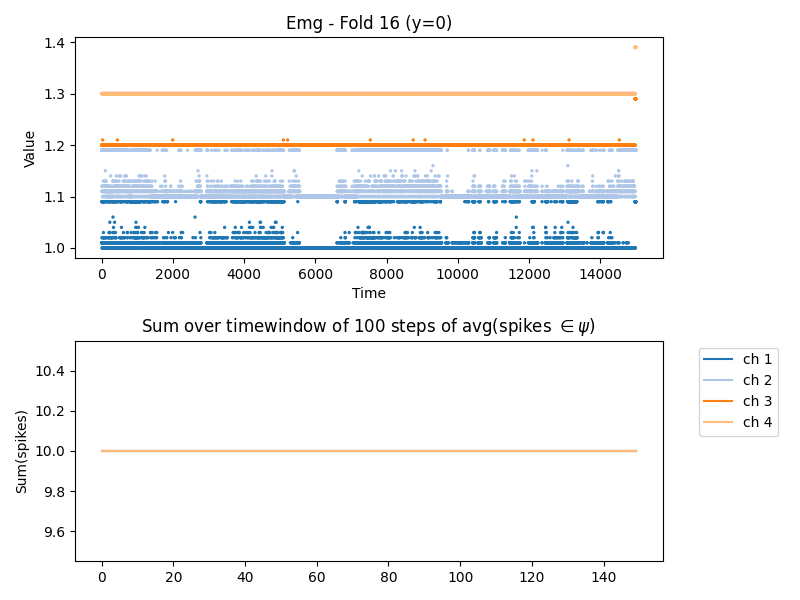 Emg - Fold 16 (y=0)
1.4
1.3
1.2
1.1
1.0
Value
0 2000 4000 6000 8000 10000 12000 14000
Time
Sum over timewindow of 100 steps of avg(spikes ∈ψ)
10.4
10.2
10.0
9.8
9.6
Sum(spikes)
0 20 40 60 80 100 120 140
ch 1
ch 2
ch 3
ch 4